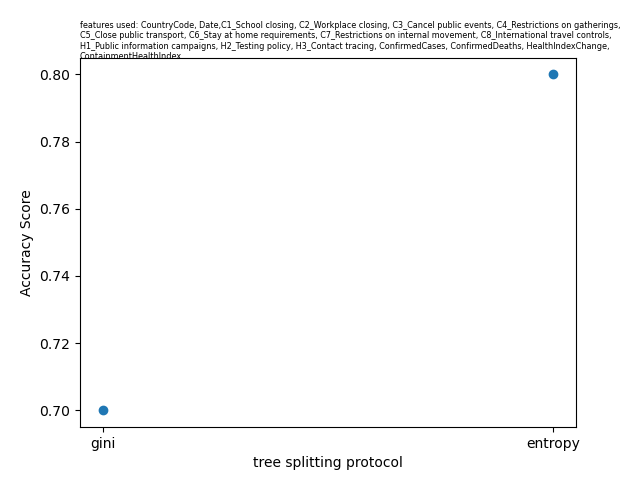 features used: CountryCode, Date,C1_School closing, C2_Workplace closing, C3_Cancel public events, C4_Restrictions on gatherings,
C5_Close public transport, C6_Stay at home requirements, C7_Restrictions on internal movement, C8_International travel controls,
H1_Public information campaigns, H2_Testing policy, H3_Contact tracing, ConfirmedCases, ConfirmedDeaths, HealthIndexChange,
ContainmentHealthIndex
0.80
0.78
0.76
0.74
0.72
0.70
Accuracy Score
gini
entropy
tree splitting protocol